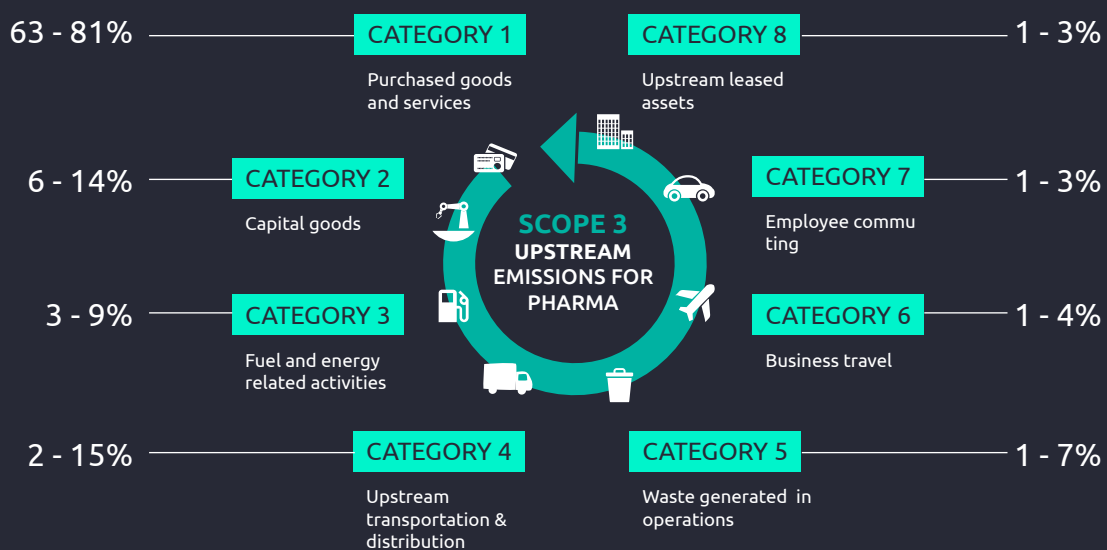 63 - 81%
CATEGORY 1
Purchased goods
and services
CATEGORY 8
1 - 3%
Upstream leased
assets
6 - 14%
CATEGORY 2
Capital goods
CATEGORY 7
1 - 3%
Employee commu
ting
SCOPE 3
UPSTREAM
EMISSIONS FOR
PHARMA
3 - 9%
CATEGORY 3
Fuel and energy
related activities
CATEGORY 6
1 - 4%
Business travel
2 - 15%
CATEGORY 4
Upstream
transportation &
distribution
CATEGORY 5
1 - 7%
Waste generated  in
operations